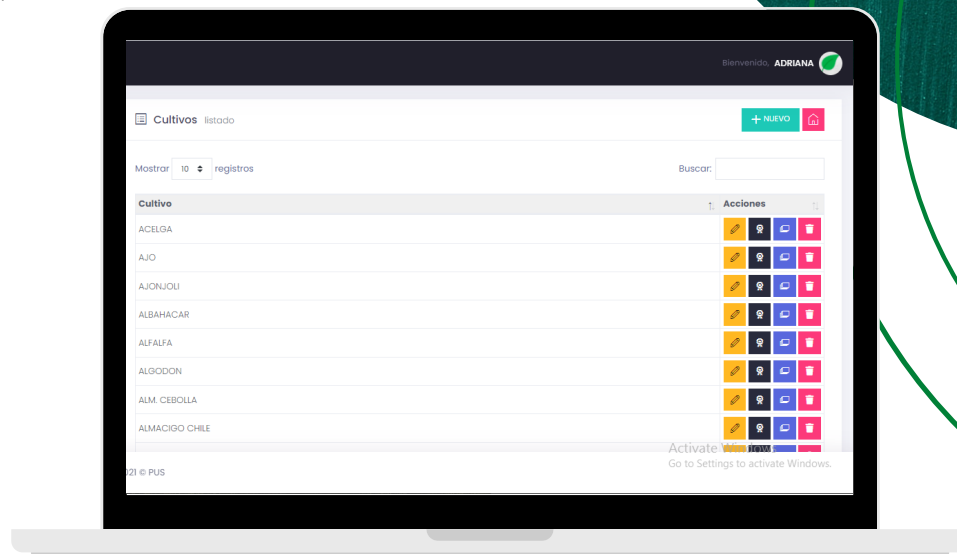 Bienvenido, ADRIANA
Cultivos listado
+ NUEVO
Mostrar 10 registros
Buscar:
Cultivo Acciones
ACELGA
AJO
AJONJOLI
ALBAHACAR
ALFALFA
ALGODON
ALM. CEBOLLA
ALMACIGO CHILE
Activate Windows
Go to Settings to activate Windows.
021 © PUS